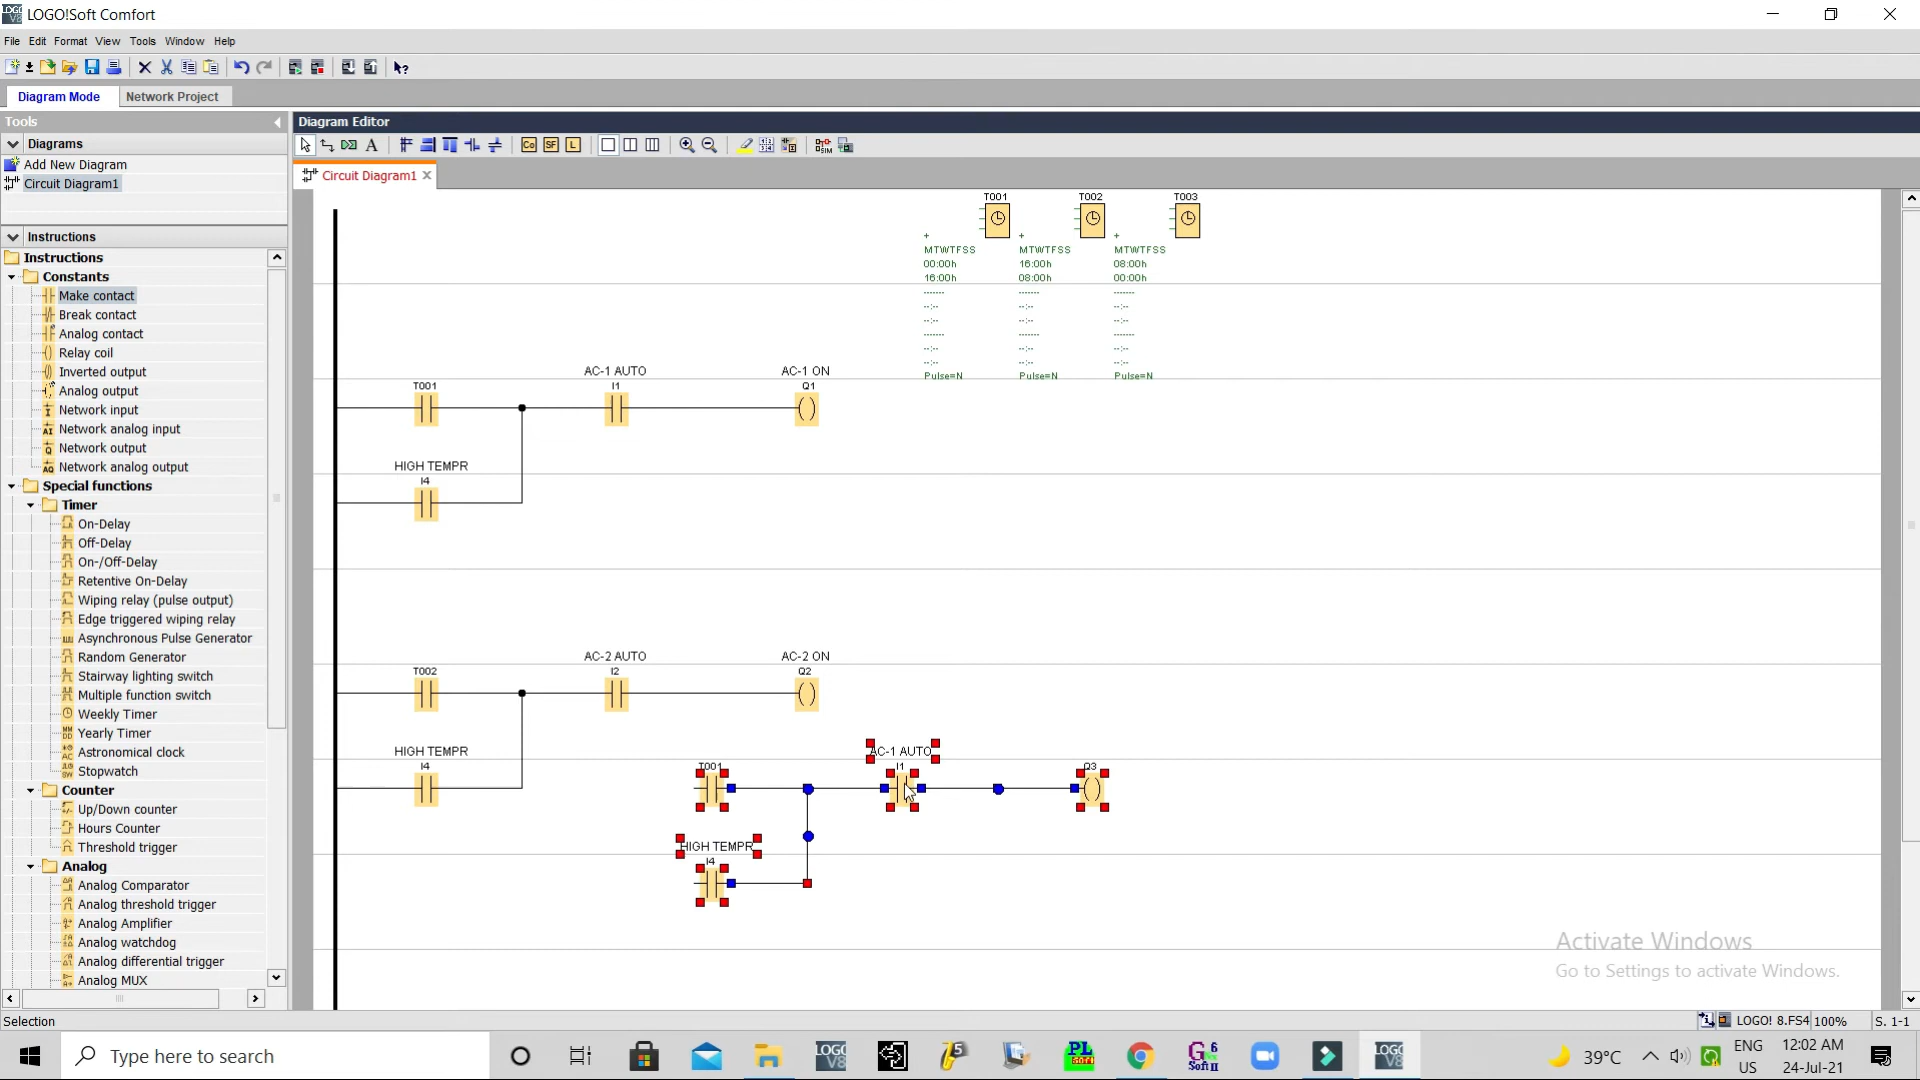 LOGO!Soft Comfort
File Edit Format View Tools Window Help
Diagram Mode Network Project
Tools
Diagrams
Add New Diagram
Circuit Diagram1
Instructions
Instructions
Constants
Make contact
Break contact
Analog contact
Relay coil
Inverted output
Analog output
Network input
Network analog input
Network output
Network analog output
Special functions
Timer
On-Delay
Off-Delay
On-/Off-Delay
Retentive On-Delay
Wiping relay (pulse output)
Edge triggered wiping relay
Asynchronous Pulse Generator
Random Generator
Stairway lighting switch
Multiple function switch
Weekly Timer
Yearly Timer
Astronomical clock
Stopwatch
Counter
Up/Down counter
Hours Counter
Threshold trigger
Analog
Analog Comparator
Analog threshold trigger
Analog Amplifier
Analog watchdog
Analog differential trigger
Analog MUX
Diagram Editor
Co SF L
Circuit Diagram1
T001 T002 T003
+ + +
MTWTFSS MTWTFSS MTWTFSS
00:00h 16:00h 08:00h
16:00h 08:00h 00:00h
------- ------- -------
--:-- --:-- --:--
--:-- --:-- --:--
------- ------- -------
--:-- --:-- --:--
--:-- --:-- --:--
Pulse=N Pulse=N Pulse=N
AC-1 AUTO AC-1 ON
T001 I1 Q1
HIGH TEMPR
I4
AC-2 AUTO AC-2 ON
T002 I2 Q2
HIGH TEMPR
I4
AC-1 AUTO
T001 I1 Q3
HIGH TEMPR
I4
Activate Windows
Go to Settings to activate Windows.
Selection
LOGO! 8.FS4 100% S. 1-1
Type here to search
39°C
ENG
US
12:02 AM
24-Jul-21